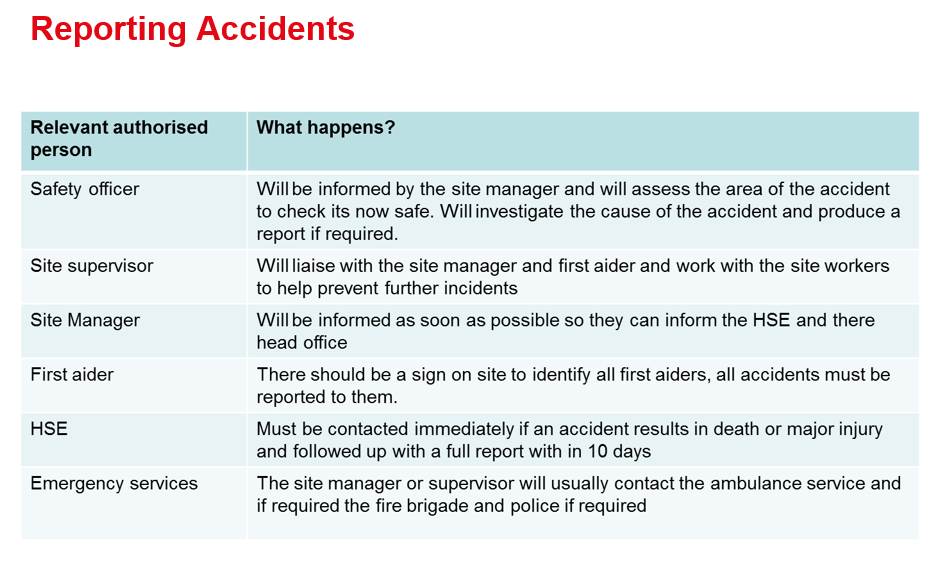 Reporting Accidents
Relevant authorised
person
What happens?
Safety officer
Will be informed by the site manager and will assess the area of the accident
to check its now safe. Will investigate the cause of the accident and produce a
report if required.
Site supervisor
Will liaise with the site manager and first aider and work with the site workers
to help prevent further incidents
Site Manager
Will be informed as soon as possible so they can inform the HSE and there
head office
First aider
There should be a sign on site to identify all first aiders, all accidents must be
reported to them.
HSE
Must be contacted immediately if an accident results in death or major injury
and followed up with a full report with in 10 days
Emergency services
The site manager or supervisor will usually contact the ambulance service and
if required the fire brigade and police if required